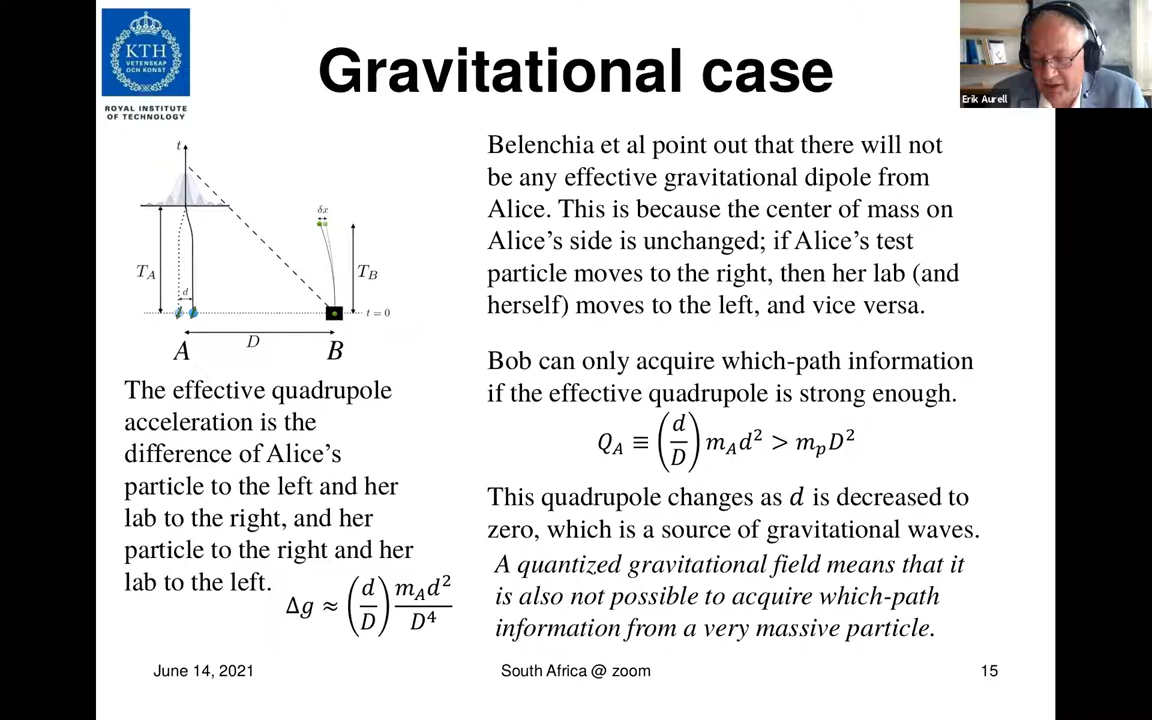 KTH
VETENSKAP
OCH KONST
ROYAL INSTITUTE
OF TECHNOLOGY
Gravitational case
Erik Aurell
t
δx
T_A
T_B
d
t = 0
D
A
B
The effective quadrupole
acceleration is the
difference of Alice's
particle to the left and her
lab to the right, and her
particle to the right and her
lab to the left.
Δg ≈ (d/D) m_A d²/D⁴
Belenchia et al point out that there will not
be any effective gravitational dipole from
Alice. This is because the center of mass on
Alice's side is unchanged; if Alice's test
particle moves to the right, then her lab (and
herself) moves to the left, and vice versa.
Bob can only acquire which-path information
if the effective quadrupole is strong enough.
Q_A ≡ (d/D) m_A d² > m_p D²
This quadrupole changes as d is decreased to
zero, which is a source of gravitational waves.
A quantized gravitational field means that it
is also not possible to acquire which-path
information from a very massive particle.
June 14, 2021
South Africa @ zoom
15